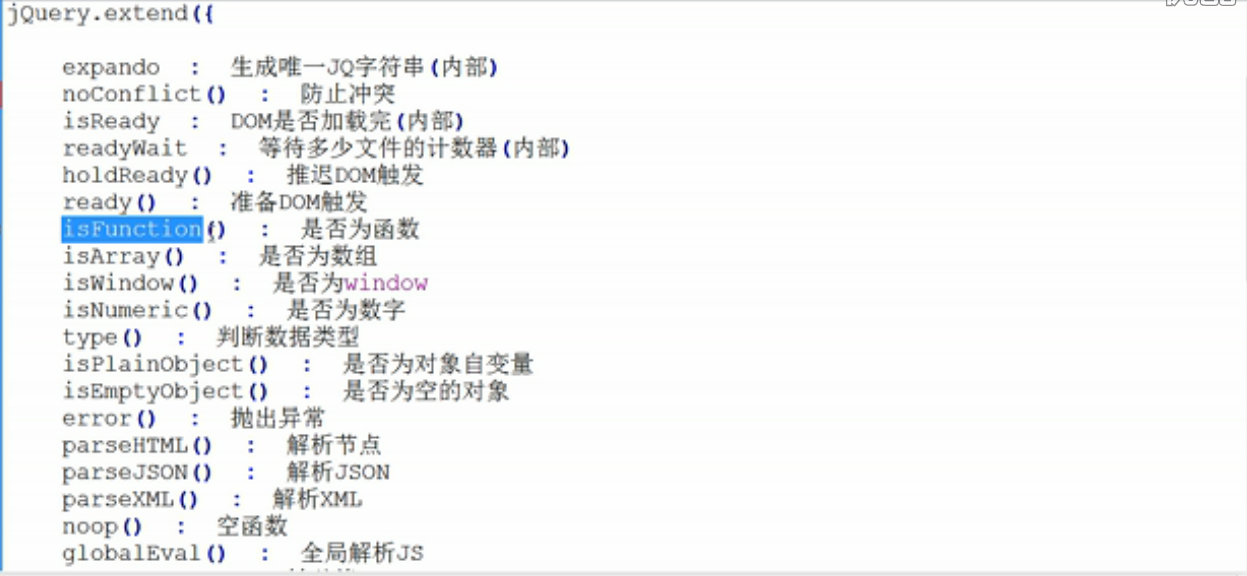 jQuery.extend({
expando : 生成唯一JQ字符串(内部)
noConflict() : 防止冲突
isReady : DOM是否加载完(内部)
readyWait : 等待多少文件的计数器(内部)
holdReady() : 推迟DOM触发
ready() : 准备DOM触发
isFunction() : 是否为函数
isArray() : 是否为数组
isWindow() : 是否为window
isNumeric() : 是否为数字
type() : 判断数据类型
isPlainObject() : 是否为对象自变量
isEmptyObject() : 是否为空的对象
error() : 抛出异常
parseHTML() : 解析节点
parseJSON() : 解析JSON
parseXML() : 解析XML
noop() : 空函数
globalEval() : 全局解析JS